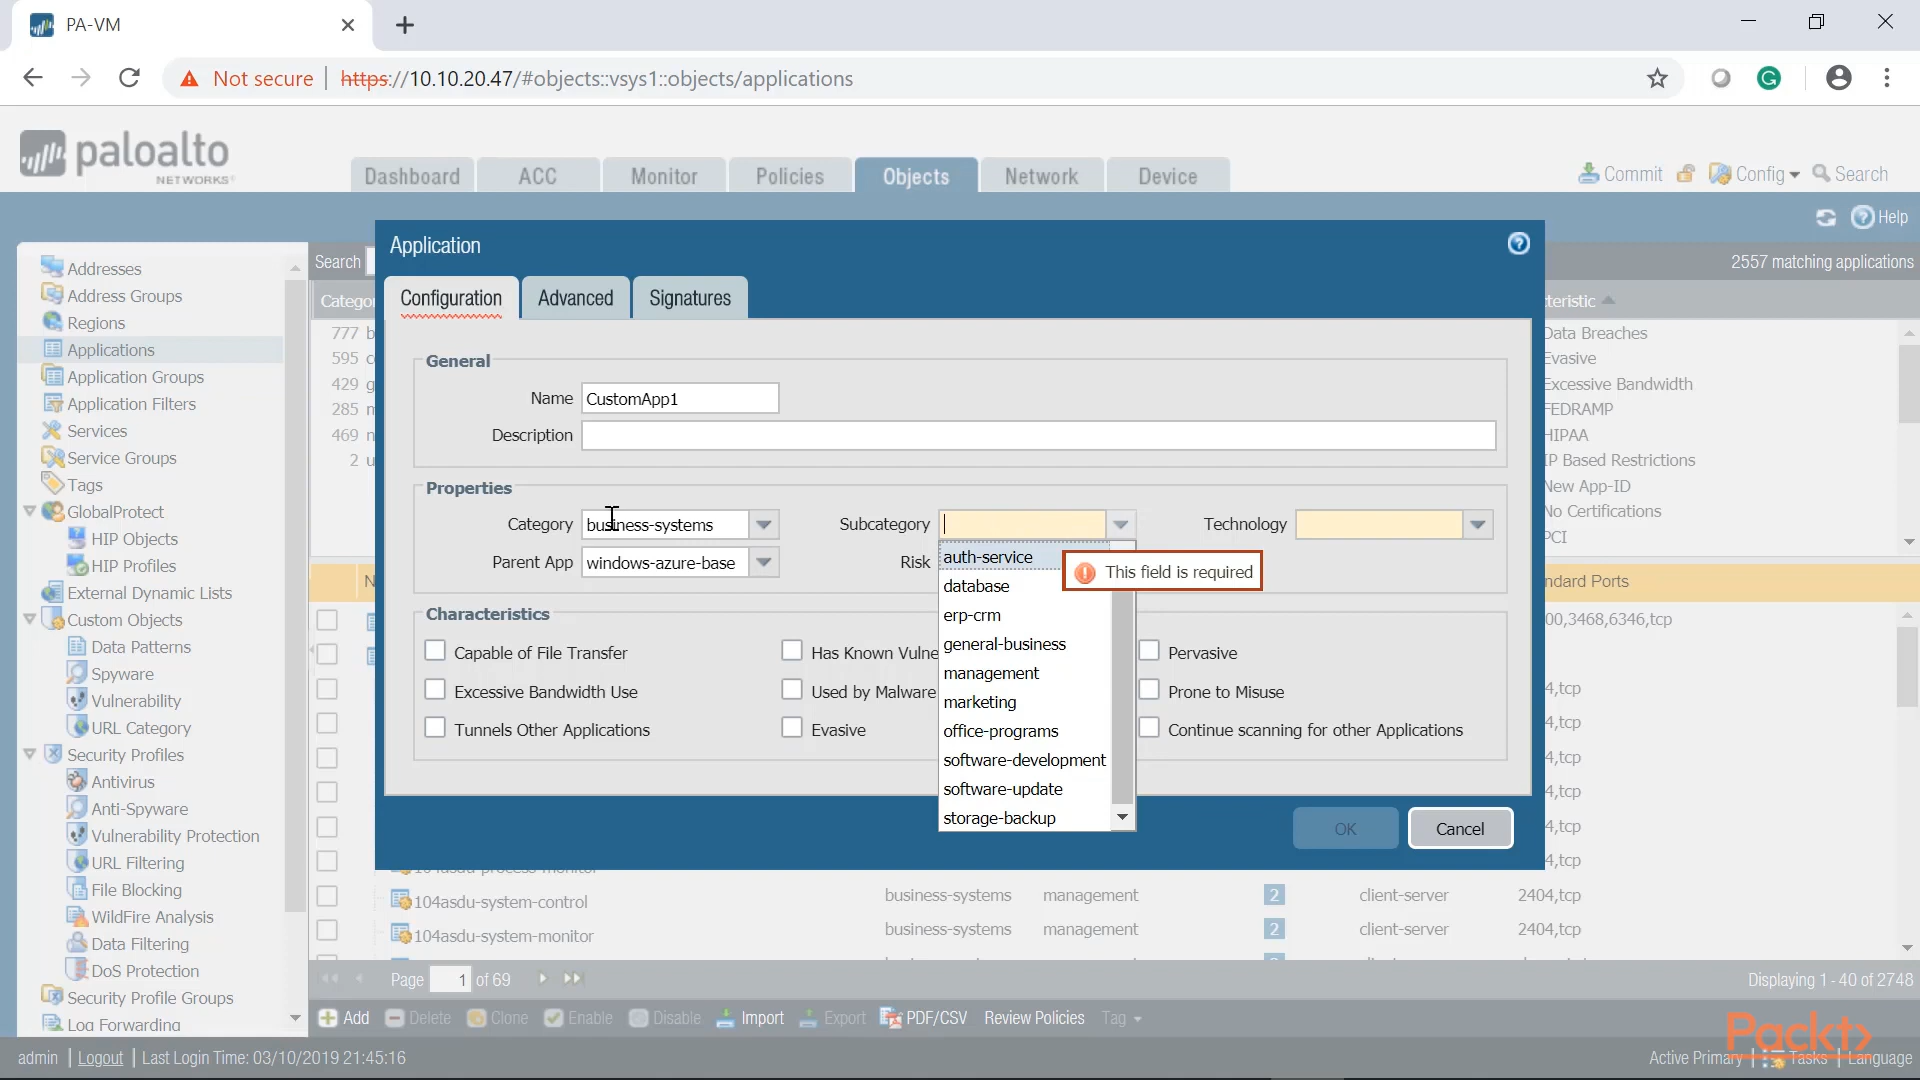 PA-VM
Not secure | https://10.10.20.47/#objects::vsys1::objects/applications
paloalto
NETWORKS
Dashboard ACC Monitor Policies Objects Network Device
Commit Config Search
Help
Addresses
Address Groups
Regions
Applications
Application Groups
Application Filters
Services
Service Groups
Tags
GlobalProtect
HIP Objects
HIP Profiles
External Dynamic Lists
Custom Objects
Data Patterns
Spyware
Vulnerability
URL Category
Security Profiles
Antivirus
Anti-Spyware
Vulnerability Protection
URL Filtering
File Blocking
WildFire Analysis
Data Filtering
DoS Protection
Security Profile Groups
Log Forwarding
Search
2557 matching applications
Catego
777 b
595 c
429 g
285 m
469 n
2 u
N
Application
Configuration Advanced Signatures
General
Name CustomApp1
Description
Properties
Category business-systems Subcategory Technology
Parent App windows-azure-base Risk
auth-service
database
erp-crm
general-business
management
marketing
office-programs
software-development
software-update
storage-backup
This field is required
Characteristics
Capable of File Transfer Has Known Vulne Pervasive
Excessive Bandwidth Use Used by Malware Prone to Misuse
Tunnels Other Applications Evasive Continue scanning for other Applications
OK Cancel
teristic
Data Breaches
Evasive
Excessive Bandwidth
FEDRAMP
HIPAA
IP Based Restrictions
New App-ID
No Certifications
PCI
ndard Ports
00,3468,6346,tcp
4,tcp
4,tcp
4,tcp
4,tcp
4,tcp
4,tcp
104asdu-process-monitor
104asdu-system-control business-systems management 2 client-server 2404,tcp
104asdu-system-monitor business-systems management 2 client-server 2404,tcp
Page 1 of 69
Displaying 1 - 40 of 2748
Add Delete Clone Enable Disable Import Export PDF/CSV Review Policies Tag
Packt>
admin | Logout | Last Login Time: 03/10/2019 21:45:16
Active Primary | Tasks | Language